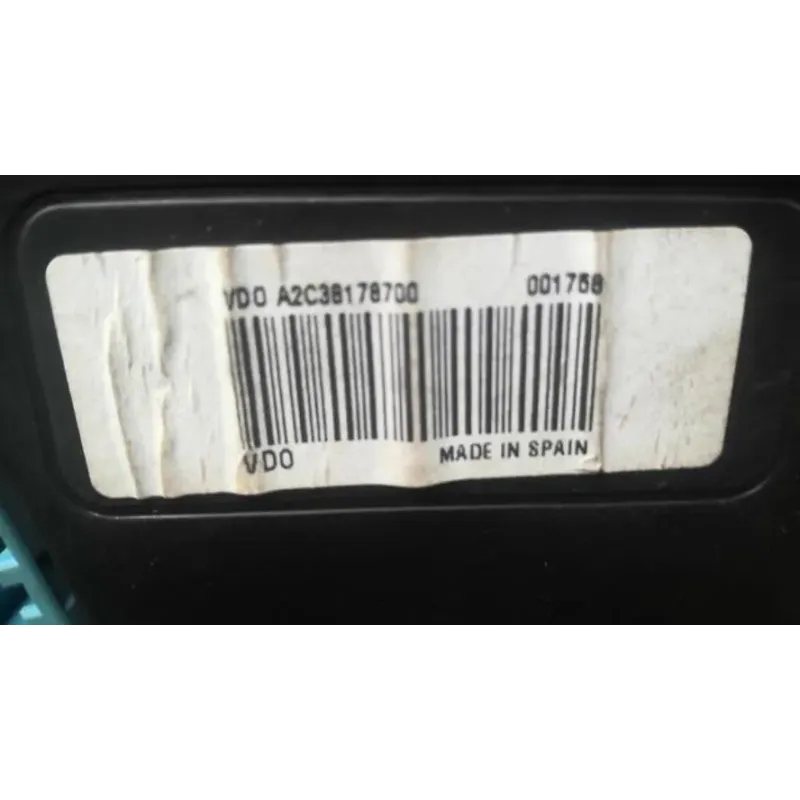 VDO A2C38178700 001758
VDO MADE IN SPAIN